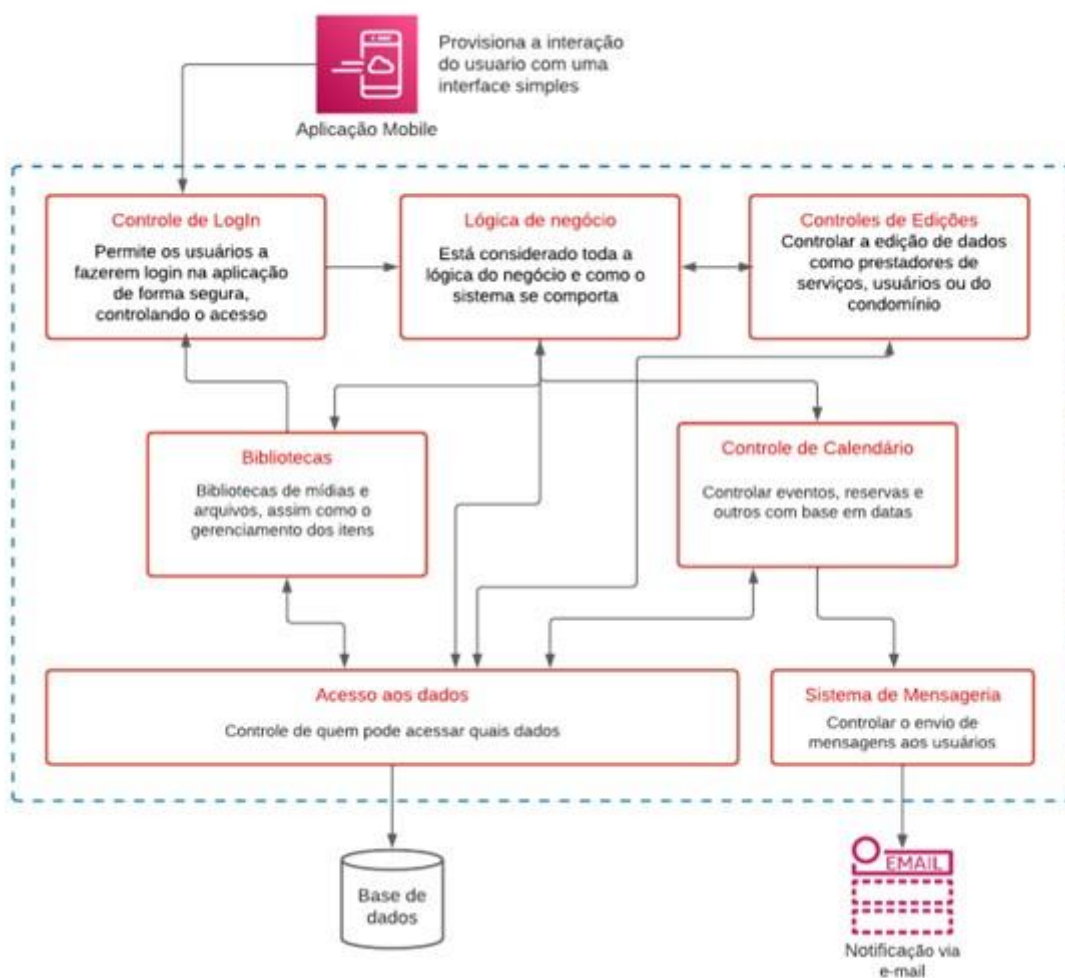 Provisiona a interação
do usuario com uma
interface simples
Aplicação Mobile
Controle de LogIn
Permite os usuários a
fazerem login na aplicação
de forma segura,
controlando o acesso
Lógica de negócio
Está considerado toda a
lógica do negócio e como o
sistema se comporta
Controles de Edições
Controlar a edição de dados
como prestadores de
serviços, usuários ou do
condomínio
Bibliotecas
Bibliotecas de mídias e
arquivos, assim como o
gerenciamento dos itens
Controle de Calendário
Controlar eventos, reservas e
outros com base em datas
Acesso aos dados
Controle de quem pode acessar quais dados
Sistema de Mensageria
Controlar o envio de
mensagens aos usuários
Base de
dados
EMAIL
Notificação via
e-mail